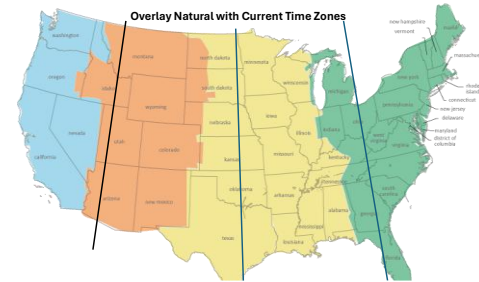 Overlay Natural with Current Time Zones
new hampshire
vermont
maine
washington
montana
north dakota
minnesota
massachus
oregon
idaho
south dakota
wisconsin
michigan
new york
rhode
island
wyoming
connecticut
new jersey
iowa
nebraska
pennsylvania
delaware
nevada
utah
colorado
illinois
indiana
ohio
maryland
district of
columbia
west
virginia
virginia
california
kansas
missouri
kentucky
arizona
new mexico
oklahoma
arkansas
tennessee
south
carolina
mississippi
alabama
georgia
texas
louisiana
florida